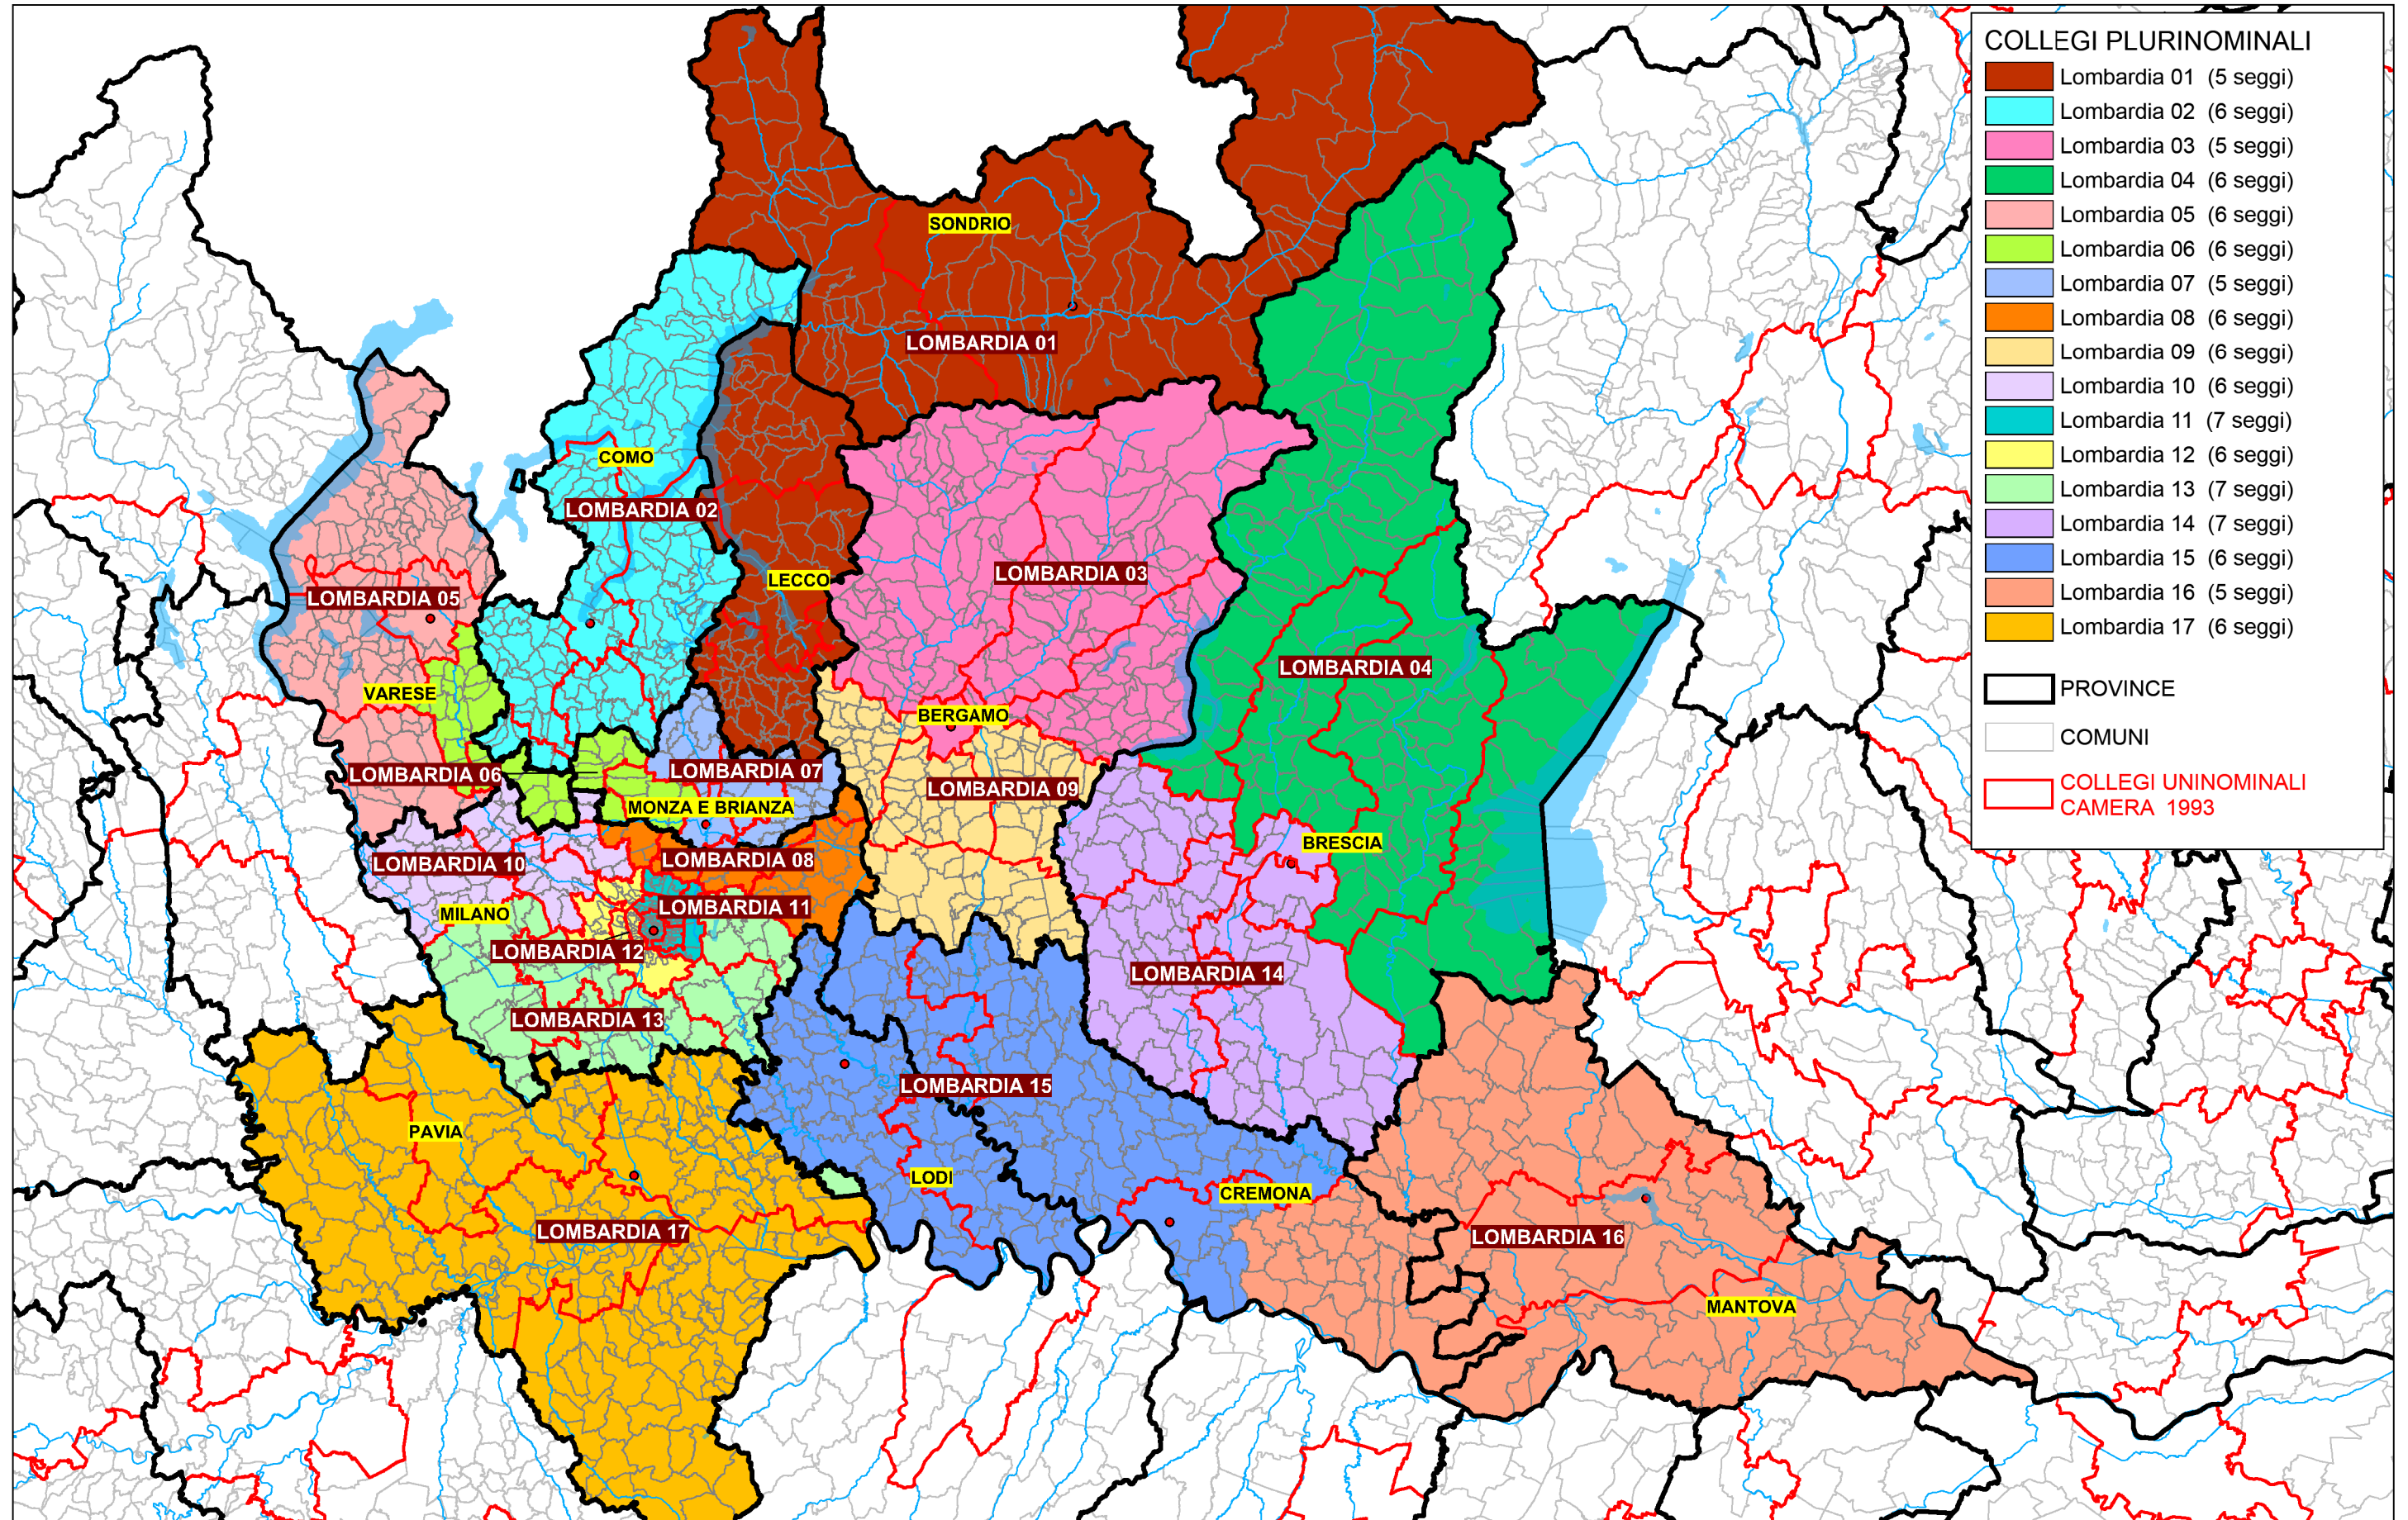 COLLEGI PLURINOMINALI
Lombardia 01 (5 seggi)
Lombardia 02 (6 seggi)
Lombardia 03 (5 seggi)
Lombardia 04 (6 seggi)
Lombardia 05 (6 seggi)
Lombardia 06 (6 seggi)
Lombardia 07 (5 seggi)
Lombardia 08 (6 seggi)
Lombardia 09 (6 seggi)
Lombardia 10 (6 seggi)
Lombardia 11 (7 seggi)
Lombardia 12 (6 seggi)
Lombardia 13 (7 seggi)
Lombardia 14 (7 seggi)
Lombardia 15 (6 seggi)
Lombardia 16 (5 seggi)
Lombardia 17 (6 seggi)
PROVINCE
COMUNI
COLLEGI UNINOMINALI
CAMERA 1993
SONDRIO
LOMBARDIA 01
COMO
LOMBARDIA 02
LECCO
LOMBARDIA 03
LOMBARDIA 05
LOMBARDIA 04
VARESE
BERGAMO
LOMBARDIA 06
LOMBARDIA 07
LOMBARDIA 09
MONZA E BRIANZA
BRESCIA
LOMBARDIA 10
LOMBARDIA 08
MILANO
LOMBARDIA 11
LOMBARDIA 12
LOMBARDIA 14
LOMBARDIA 13
LOMBARDIA 15
PAVIA
LODI
CREMONA
LOMBARDIA 17
LOMBARDIA 16
MANTOVA